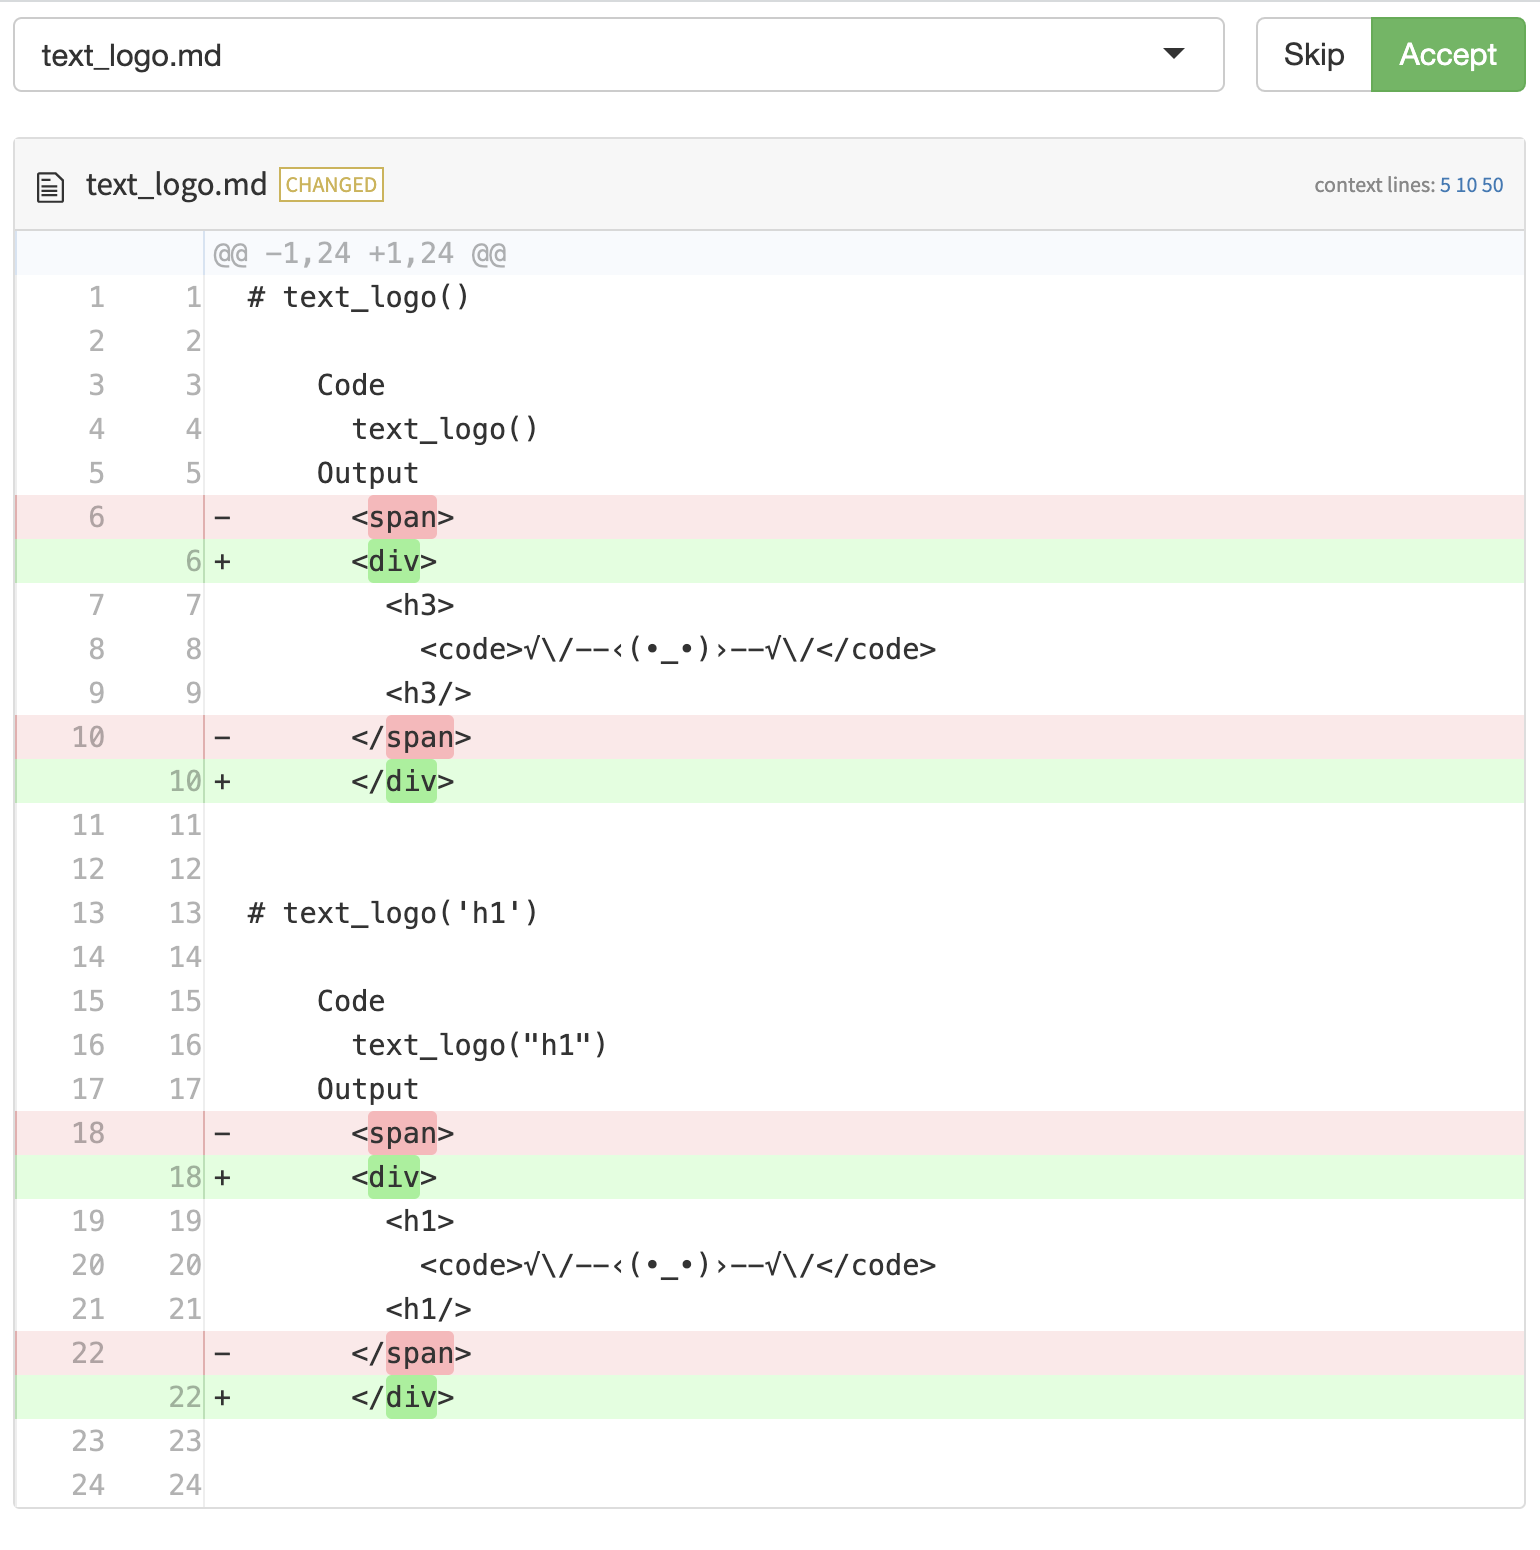 text_logo.md
Skip
Accept
text_logo.md CHANGED
context lines: 5 10 50
@@ -1,24 +1,24 @@
1 1 # text_logo()
2 2
3 3 Code
4 4 text_logo()
5 5 Output
6 - <span>
6 + <div>
7 7 <h3>
8 8 <code>√\/--‹(•_•)›--√\/</code>
9 9 <h3/>
10 - </span>
10 + </div>
11 11
12 12
13 13 # text_logo('h1')
14 14
15 15 Code
16 16 text_logo("h1")
17 17 Output
18 - <span>
18 + <div>
19 19 <h1>
20 20 <code>√\/--‹(•_•)›--√\/</code>
21 21 <h1/>
22 - </span>
22 + </div>
23 23
24 24